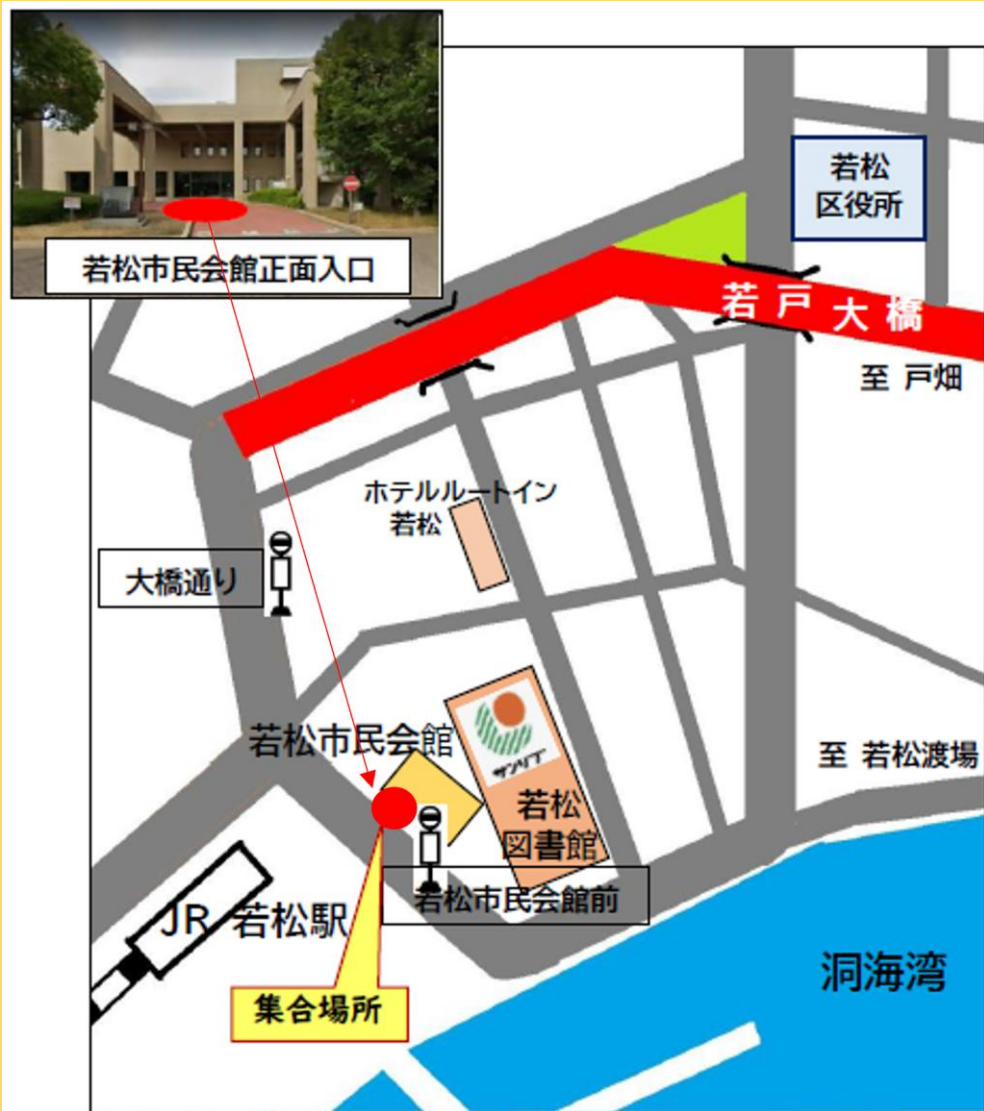 若松市民会館正面入口
若松
区役所
若戸大橋
至 戸畑
ホテルルートイン
若松
大橋通り
若松市民会館
サンリブ
至 若松渡場
若松
図書館
若松市民会館前
JR 若松駅
集合場所
洞海湾